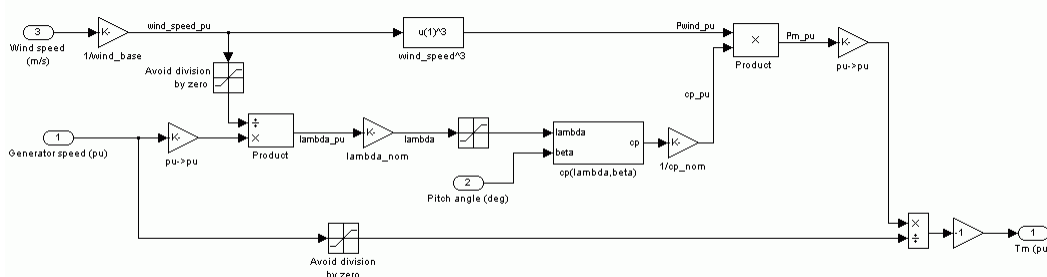 3
Wind speed
(m/s)
K-
1/wind_base
wind_speed_pu
u(1)^3
wind_speed^3
Pwind_pu
×
Product
Pm_pu
K-
pu->pu
Avoid division
by zero
cp_pu
1
Generator speed (pu)
K-
pu->pu
÷
×
Product
lambda_pu
K-
lambda_nom
lambda
lambda
beta
cp
cp(lambda,beta)
K-
1/cp_nom
2
Pitch angle (deg)
Avoid division
by zero
×
÷
-1
1
Tm (pu